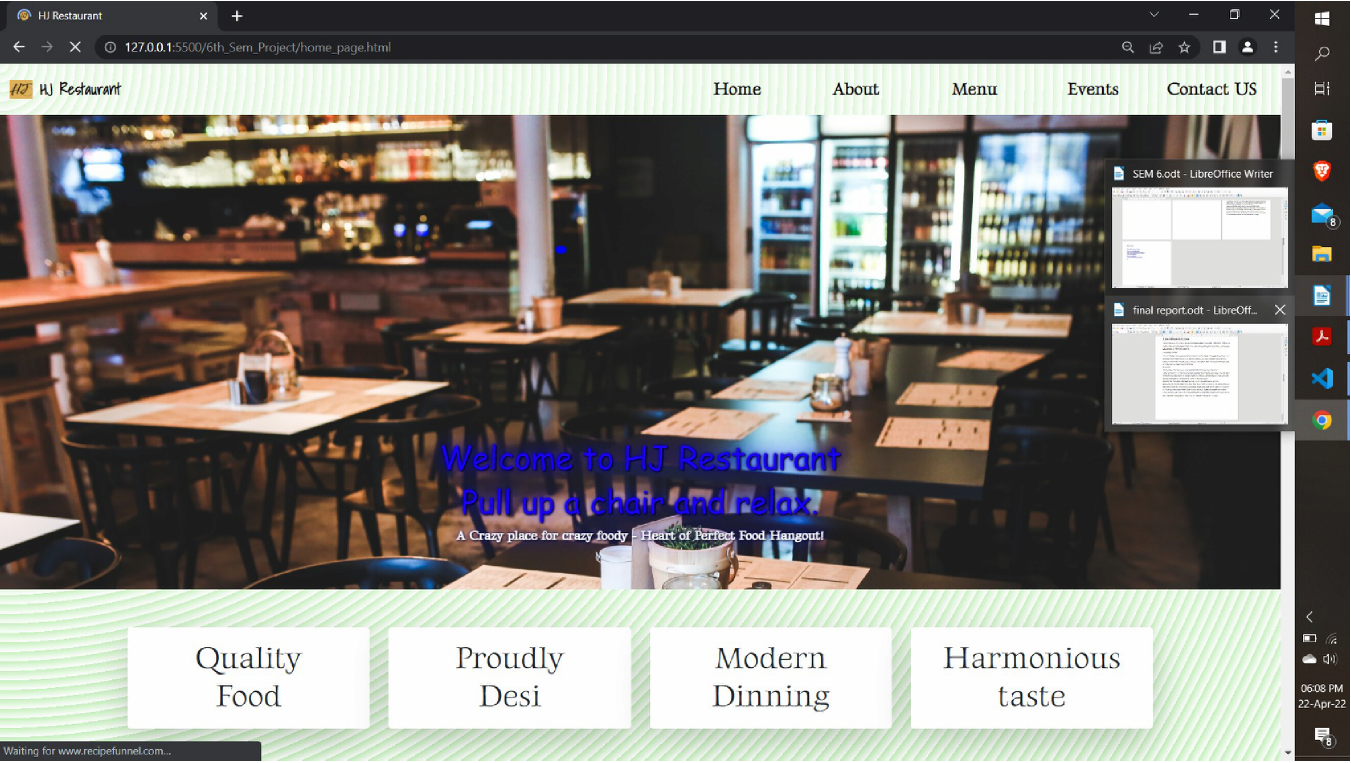 HJ Restaurant
127.0.0.1:5500/6th_Sem_Project/home_page.html
HJ HJ Restaurant
Home About Menu Events Contact US
SEM 6.odt - LibreOffice Writer
final report.odt - LibreOff...
Welcome to HJ Restaurant
Pull up a chair and relax.
A Crazy place for crazy foody - Heart of Perfect Food Hangout!
Quality
Food
Proudly
Desi
Modern
Dinning
Harmonious
taste
Waiting for www.recipefunnel.com...
8
06:08 PM
22-Apr-22
8